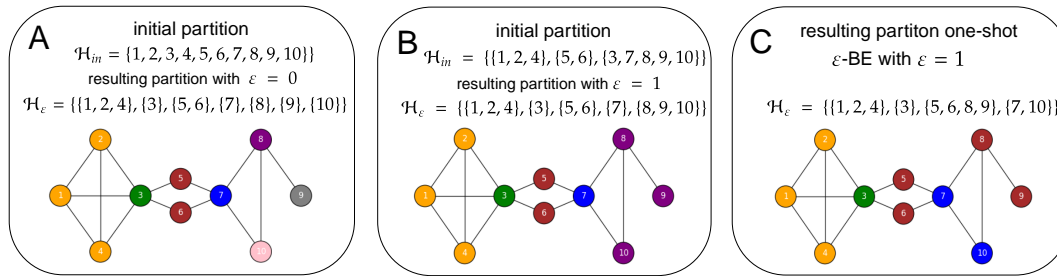 A
initial partition
ℋ_in = {1, 2, 3, 4, 5, 6, 7, 8, 9, 10}}
resulting partition with ε = 0
ℋ_ε = {{1, 2, 4}, {3}, {5, 6}, {7}, {8}, {9}, {10}}
2
8
5
1
3
7
9
6
4
10
B
initial partition
ℋ_in = {{1, 2, 4}, {5, 6}, {3, 7, 8, 9, 10}}
resulting partition with ε = 1
ℋ_ε = {{1, 2, 4}, {3}, {5, 6}, {7}, {8, 9, 10}}
2
8
5
1
3
7
9
6
4
10
C
resulting partiton one-shot
ε-BE with ε = 1
ℋ_ε = {{1, 2, 4}, {3}, {5, 6, 8, 9}, {7, 10}}
2
8
5
1
3
7
9
6
4
10